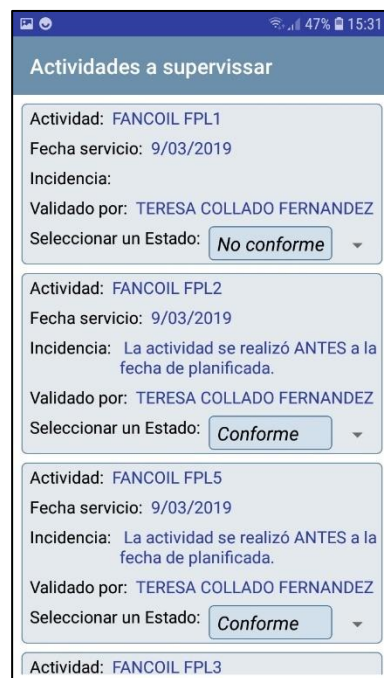 47% 15:31
Actividades a supervissar
Actividad: FANCOIL FPL1
Fecha servicio: 9/03/2019
Incidencia:
Validado por: TERESA COLLADO FERNANDEZ
Seleccionar un Estado: No conforme
Actividad: FANCOIL FPL2
Fecha servicio: 9/03/2019
Incidencia: La actividad se realizó ANTES a la
fecha de planificada.
Validado por: TERESA COLLADO FERNANDEZ
Seleccionar un Estado: Conforme
Actividad: FANCOIL FPL5
Fecha servicio: 9/03/2019
Incidencia: La actividad se realizó ANTES a la
fecha de planificada.
Validado por: TERESA COLLADO FERNANDEZ
Seleccionar un Estado: Conforme
Actividad: FANCOIL FPL3